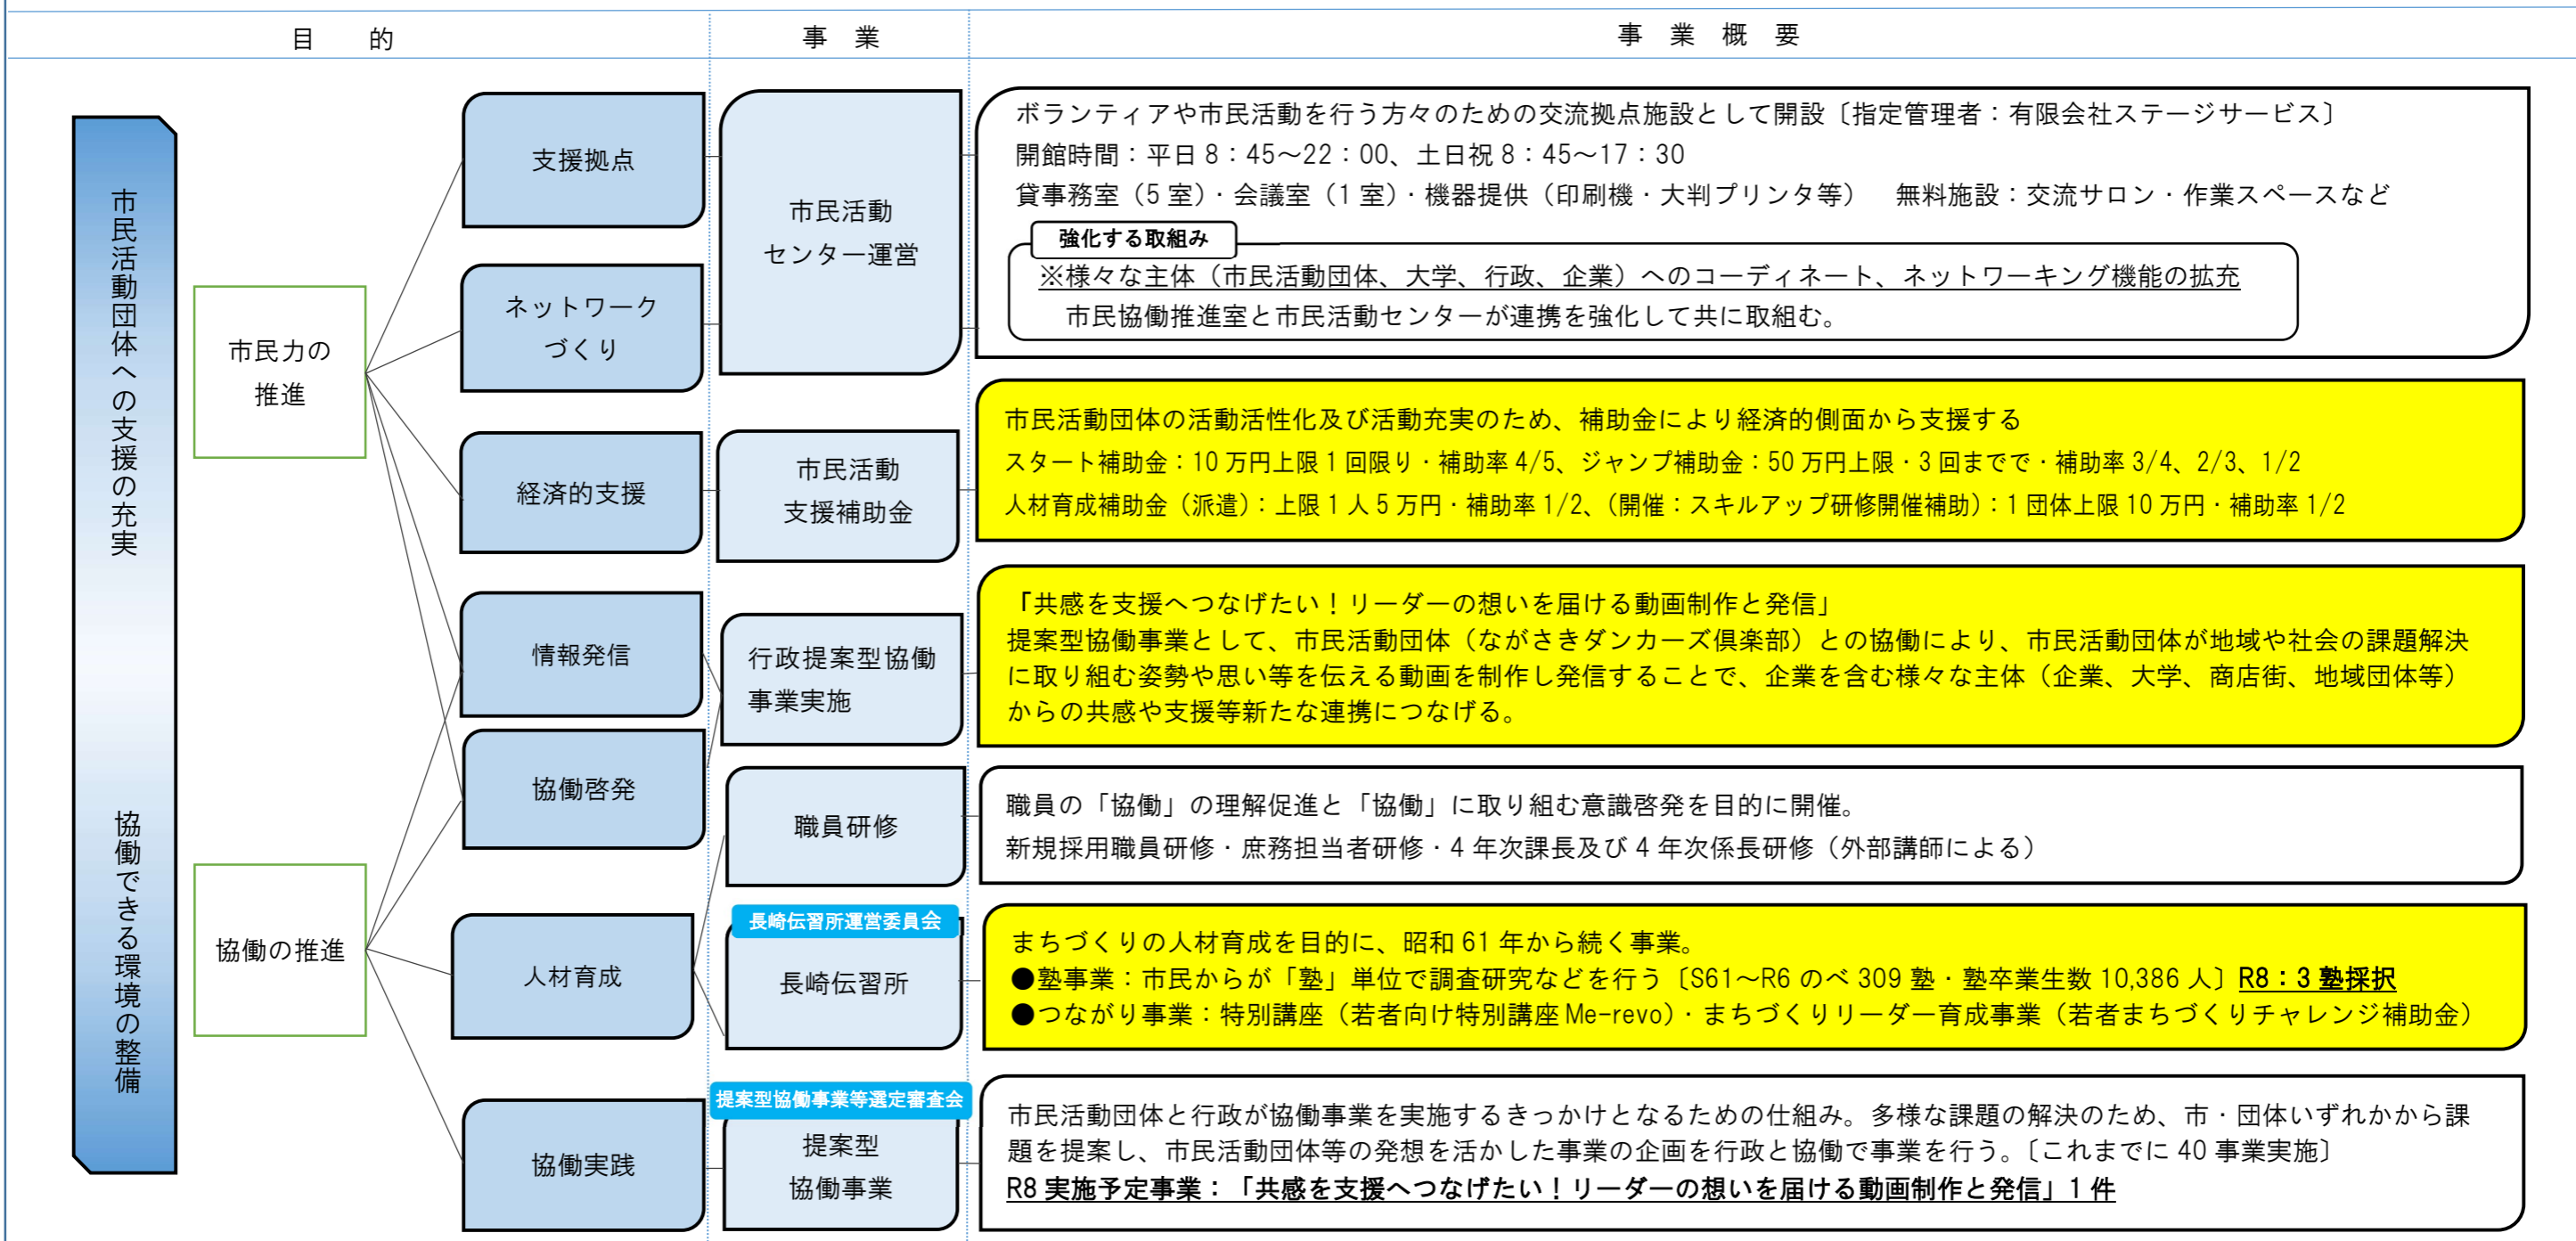 目　的
事 業
事 業 概 要
市民活動団体への支援の充実
協働できる環境の整備
市民力の
推進
協働の推進
支援拠点
ネットワーク
づくり
経済的支援
情報発信
協働啓発
人材育成
協働実践
市民活動
センター運営
市民活動
支援補助金
行政提案型協働
事業実施
職員研修
長崎伝習所運営委員会
長崎伝習所
提案型協働事業等選定審査会
提案型
協働事業
ボランティアや市民活動を行う方々のための交流拠点施設として開設〔指定管理者：有限会社ステージサービス〕
開館時間：平日 8：45～22：00、土日祝 8：45～17：30
貸事務室（5 室）・会議室（1 室）・機器提供（印刷機・大判プリンタ等）　無料施設：交流サロン・作業スペースなど
強化する取組み
※様々な主体（市民活動団体、大学、行政、企業）へのコーディネート、ネットワーキング機能の拡充
市民協働推進室と市民活動センターが連携を強化して共に取組む。
市民活動団体の活動活性化及び活動充実のため、補助金により経済的側面から支援する
スタート補助金：10 万円上限 1 回限り・補助率 4/5、ジャンプ補助金：50 万円上限・3 回までで・補助率 3/4、2/3、1/2
人材育成補助金（派遣）：上限 1 人 5 万円・補助率 1/2、（開催：スキルアップ研修開催補助）：1 団体上限 10 万円・補助率 1/2
「共感を支援へつなげたい！リーダーの想いを届ける動画制作と発信」
提案型協働事業として、市民活動団体（ながさきダンカーズ倶楽部）との協働により、市民活動団体が地域や社会の課題解決
に取り組む姿勢や思い等を伝える動画を制作し発信することで、企業を含む様々な主体（企業、大学、商店街、地域団体等）
からの共感や支援等新たな連携につなげる。
職員の「協働」の理解促進と「協働」に取り組む意識啓発を目的に開催。
新規採用職員研修・庶務担当者研修・4 年次課長及び 4 年次係長研修（外部講師による）
まちづくりの人材育成を目的に、昭和 61 年から続く事業。
●塾事業：市民からが「塾」単位で調査研究などを行う〔S61～R6 のべ 309 塾・塾卒業生数 10,386 人〕R8：3 塾採択
●つながり事業：特別講座（若者向け特別講座 Me-revo）・まちづくりリーダー育成事業（若者まちづくりチャレンジ補助金）
市民活動団体と行政が協働事業を実施するきっかけとなるための仕組み。多様な課題の解決のため、市・団体いずれかから課
題を提案し、市民活動団体等の発想を活かした事業の企画を行政と協働で事業を行う。〔これまでに 40 事業実施〕
R8 実施予定事業：「共感を支援へつなげたい！リーダーの想いを届ける動画制作と発信」1 件